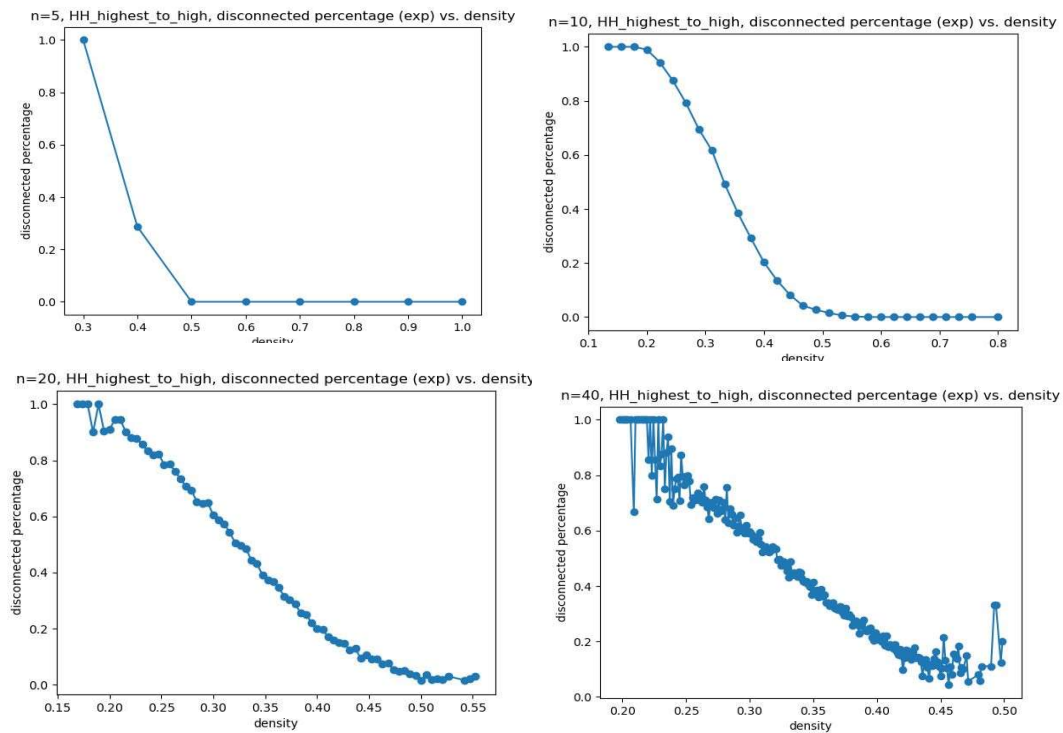 n=5, HH_highest_to_high, disconnected percentage (exp) vs. density
disconnected percentage
1.0
0.8
0.6
0.4
0.2
0.0
0.3 0.4 0.5 0.6 0.7 0.8 0.9 1.0
density
n=10, HH_highest_to_high, disconnected percentage (exp) vs. density
disconnected percentage
1.0
0.8
0.6
0.4
0.2
0.0
0.1 0.2 0.3 0.4 0.5 0.6 0.7 0.8
density
n=20, HH_highest_to_high, disconnected percentage (exp) vs. density
disconnected percentage
1.0
0.8
0.6
0.4
0.2
0.0
0.15 0.20 0.25 0.30 0.35 0.40 0.45 0.50 0.55
density
n=40, HH_highest_to_high, disconnected percentage (exp) vs. density
disconnected percentage
1.0
0.8
0.6
0.4
0.2
0.0
0.20 0.25 0.30 0.35 0.40 0.45 0.50
density